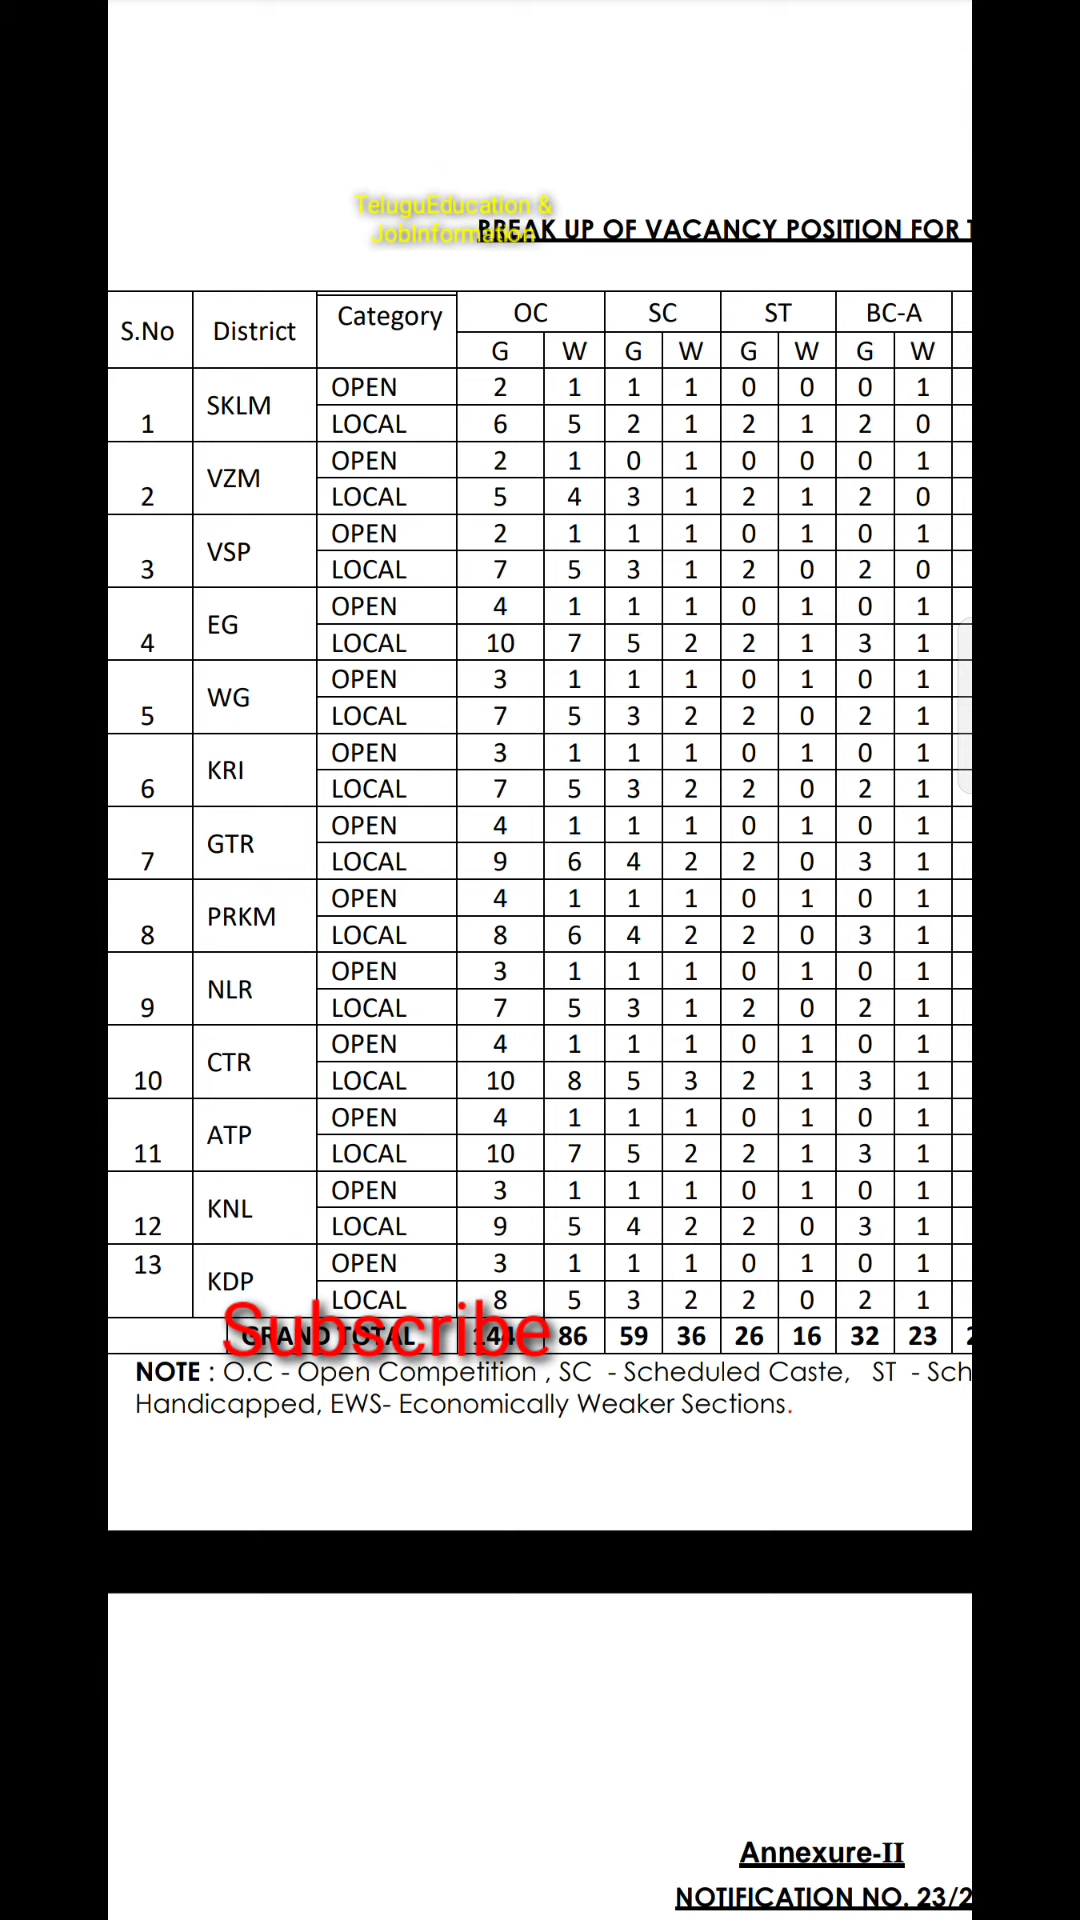 TeluguEducation &
JobInformation
BREAK UP OF VACANCY POSITION FOR
S.No District Category OC SC ST BC-A
G W G W G W G W
1 SKLM OPEN 2 1 1 1 0 0 0 1
LOCAL 6 5 2 1 2 1 2 0
2 VZM OPEN 2 1 0 1 0 0 0 1
LOCAL 5 4 3 1 2 1 2 0
3 VSP OPEN 2 1 1 1 0 1 0 1
LOCAL 7 5 3 1 2 0 2 0
4 EG OPEN 4 1 1 1 0 1 0 1
LOCAL 10 7 5 2 2 1 3 1
5 WG OPEN 3 1 1 1 0 1 0 1
LOCAL 7 5 3 2 2 0 2 1
6 KRI OPEN 3 1 1 1 0 1 0 1
LOCAL 7 5 3 2 2 0 2 1
7 GTR OPEN 4 1 1 1 0 1 0 1
LOCAL 9 6 4 2 2 0 3 1
8 PRKM OPEN 4 1 1 1 0 1 0 1
LOCAL 8 6 4 2 2 0 3 1
9 NLR OPEN 3 1 1 1 0 1 0 1
LOCAL 7 5 3 1 2 0 2 1
10 CTR OPEN 4 1 1 1 0 1 0 1
LOCAL 10 8 5 3 2 1 3 1
11 ATP OPEN 4 1 1 1 0 1 0 1
LOCAL 10 7 5 2 2 1 3 1
12 KNL OPEN 3 1 1 1 0 1 0 1
LOCAL 9 5 4 2 2 0 3 1
13 KDP OPEN 3 1 1 1 0 1 0 1
LOCAL 8 5 3 2 2 0 2 1
Subscribe
GRAND TOTAL 144 86 59 36 26 16 32 23
NOTE : O.C - Open Competition , SC - Scheduled Caste, ST - Sch
Handicapped, EWS- Economically Weaker Sections.
Annexure-II
NOTIFICATION NO. 23/2